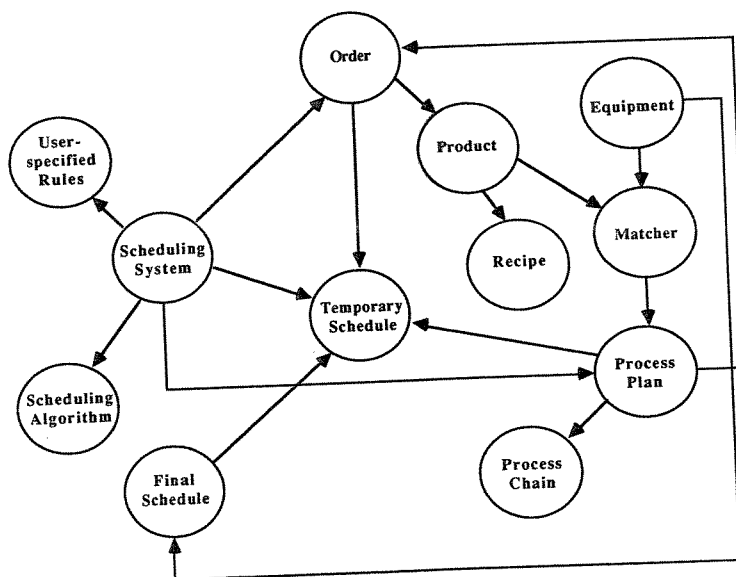 Order
Equipment
User-
specified
Rules
Product
Scheduling
System
Matcher
Recipe
Temporary
Schedule
Process
Plan
Scheduling
Algorithm
Process
Chain
Final
Schedule